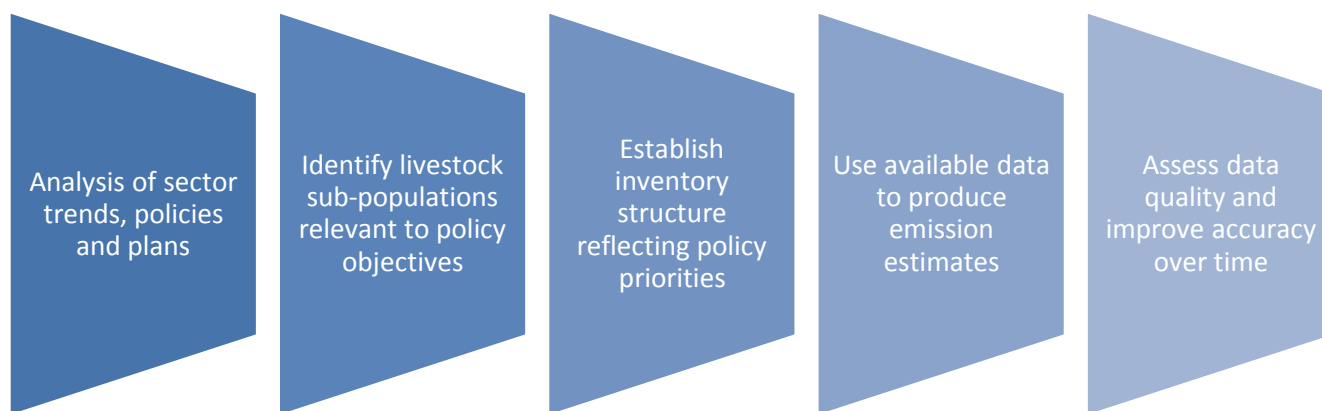 Analysis of sector
trends, policies
and plans
Identify livestock
sub-populations
relevant to policy
objectives
Establish
inventory
structure
reflecting policy
priorities
Use available data
to produce
emission
estimates
Assess data
quality and
improve accuracy
over time